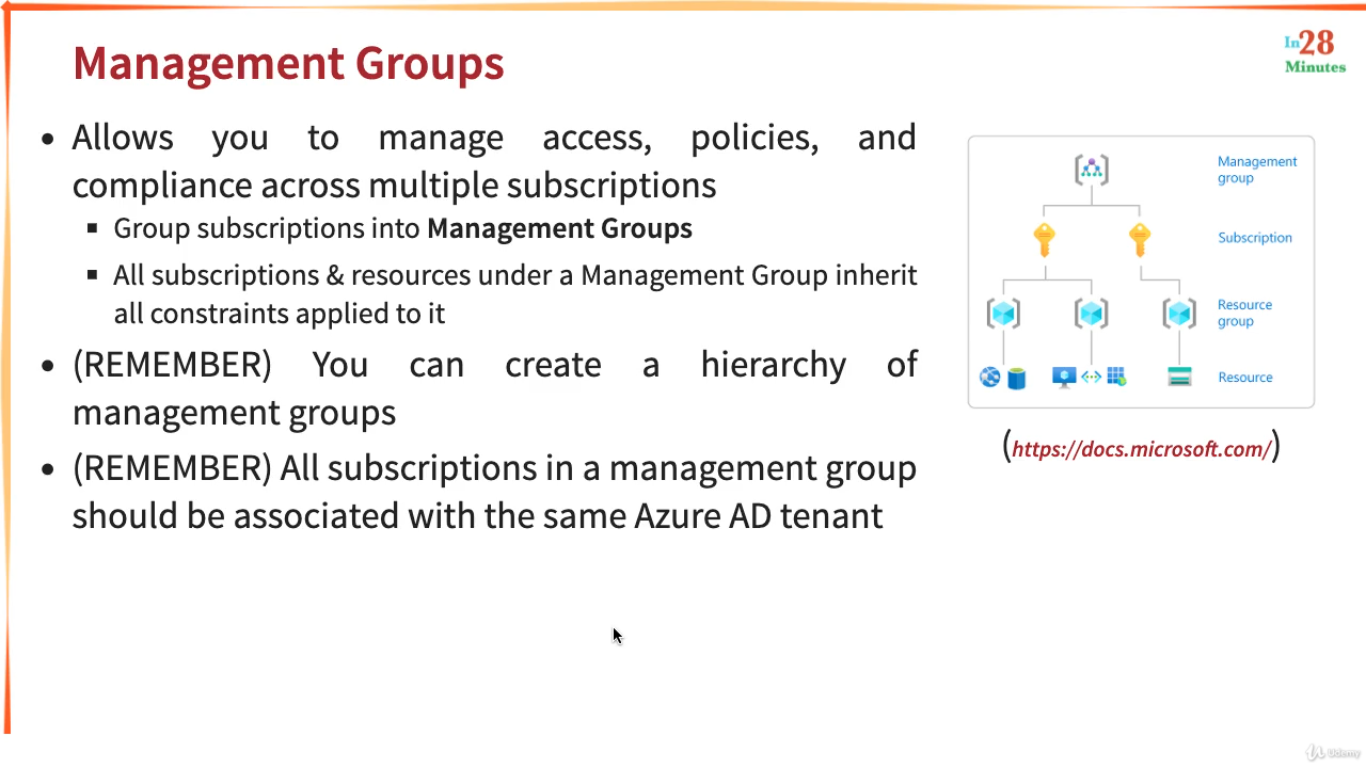 Management Groups
In28
Minutes
• Allows you to manage access, policies, and
compliance across multiple subscriptions
▪ Group subscriptions into Management Groups
▪ All subscriptions & resources under a Management Group inherit
all constraints applied to it
• (REMEMBER) You can create a hierarchy of
management groups
• (REMEMBER) All subscriptions in a management group
should be associated with the same Azure AD tenant
Management
group
Subscription
Resource
group
Resource
(https://docs.microsoft.com/)
Udemy